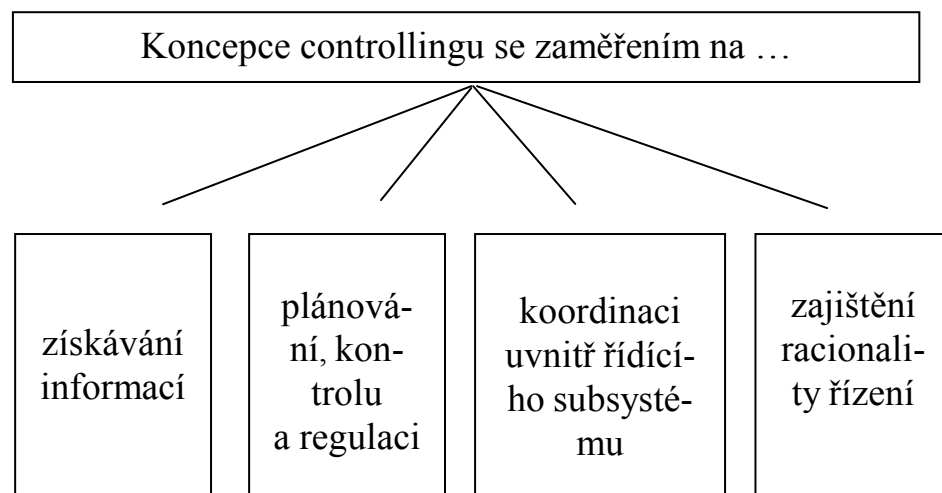 Koncepce controllingu se zaměřením na …
získávání
informací
plánová-
ní, kon-
trolu
a regulaci
koordinaci
uvnitř řídící-
ho subsysté-
mu
zajištění
racionali-
ty řízení